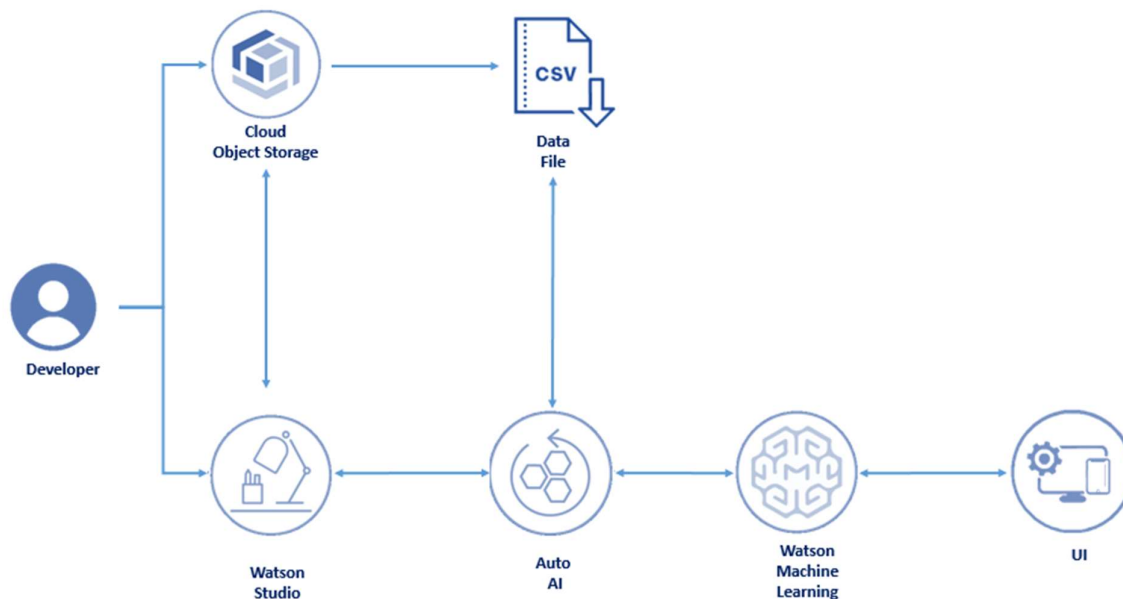 CSV
Cloud
Object Storage
Data
File
Developer
M
Watson
Studio
Auto
AI
Watson
Machine
Learning
UI